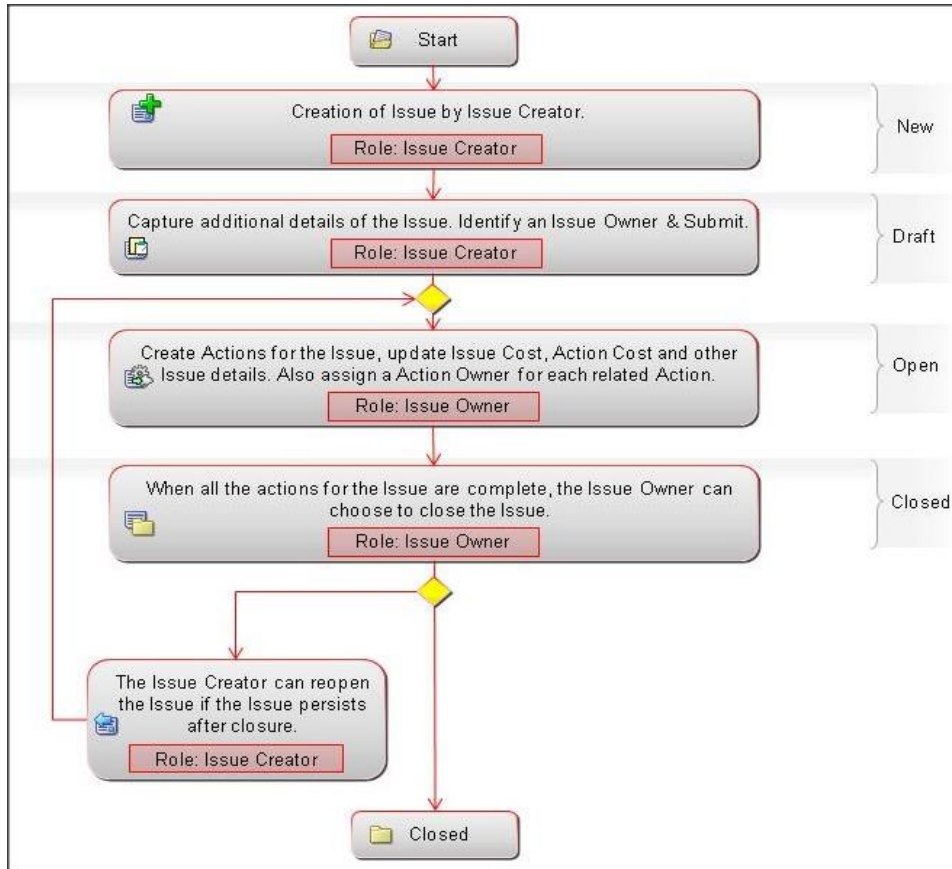 Start
Creation of Issue by Issue Creator.
Role: Issue Creator
New
Capture additional details of the Issue. Identify an Issue Owner & Submit.
Role: Issue Creator
Draft
Create Actions for the Issue, update Issue Cost, Action Cost and other
Issue details. Also assign a Action Owner for each related Action.
Role: Issue Owner
Open
When all the actions for the Issue are complete, the Issue Owner can
choose to close the Issue.
Role: Issue Owner
Closed
The Issue Creator can reopen
the Issue if the Issue persists
after closure.
Role: Issue Creator
Closed